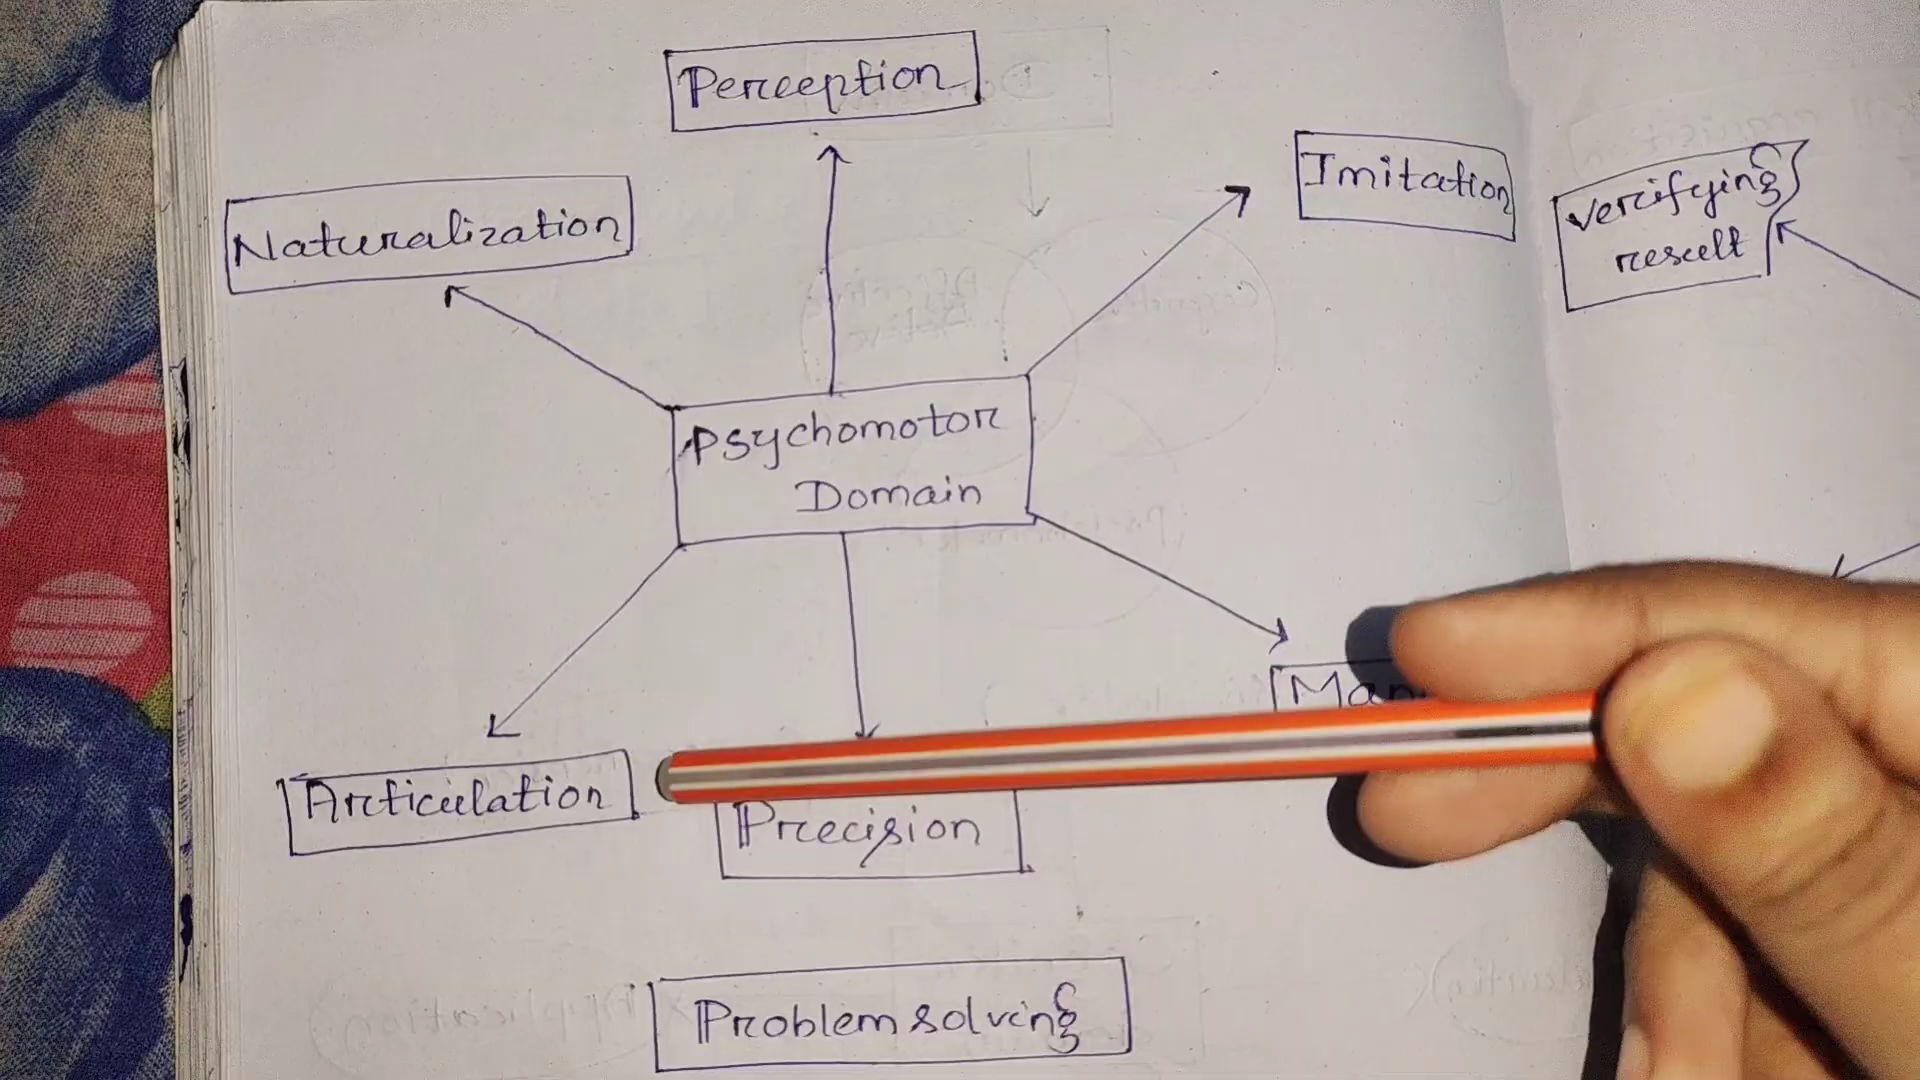 Perception
Imitation
Naturalization
verifying
result
Psychomotor
Domain
Articulation
Precision
Problem solving